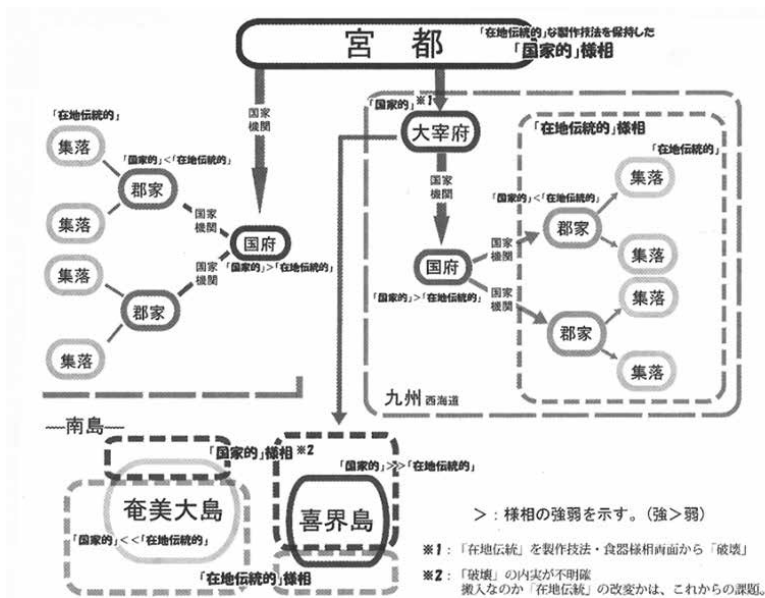 宮 都
「在地伝統的」な製作技法を保持した
「国家的」様相
国家
機関
「在地伝統的」
集落
「国家的」<「在地伝統的」
郡家
集落
国家
機関
国府
「国家的」>「在地伝統的」
集落
国家
機関
郡家
集落
「国家的」※1
大宰府
国家
機関
国府
「国家的」>「在地伝統的」
国家
機関
国家
機関
「在地伝統的」様相
「在地伝統的」
集落
「国家的」<「在地伝統的」
郡家
集落
集落
郡家
集落
九州 西海道
―南島―
「国家的」様相 ※2
「国家的」>>「在地伝統的」
奄美大島
「国家的」<<「在地伝統的」
喜界島
「在地伝統的」様相
>:様相の強弱を示す。(強>弱)
※1:「在地伝統」を製作技法・食器様相両面から「破壊」
※2:「破壊」の内実が不明確
搬入なのか「在地伝統」の改変かは、これからの課題。